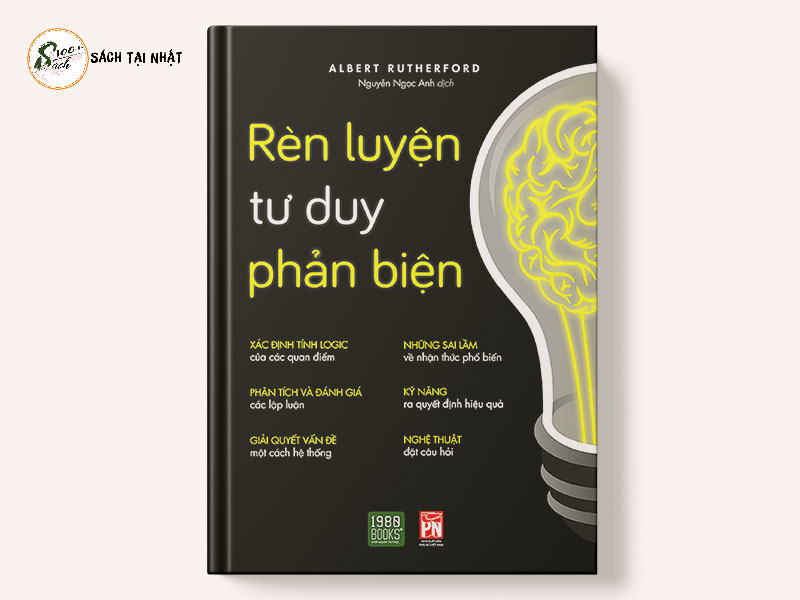 100
Sách
SÁCH TẠI NHẬT
ALBERT RUTHERFORD
Nguyễn Ngọc Anh dịch
Rèn luyện
tư duy
phản biện
XÁC ĐỊNH TÍNH LOGIC
của các quan điểm
NHỮNG SAI LẦM
về nhận thức phổ biến
PHÂN TÍCH VÀ ĐÁNH GIÁ
các lập luận
KỸ NĂNG
ra quyết định hiệu quả
GIẢI QUYẾT VẤN ĐỀ
một cách hệ thống
NGHỆ THUẬT
đặt câu hỏi
1980
BOOKS
PN